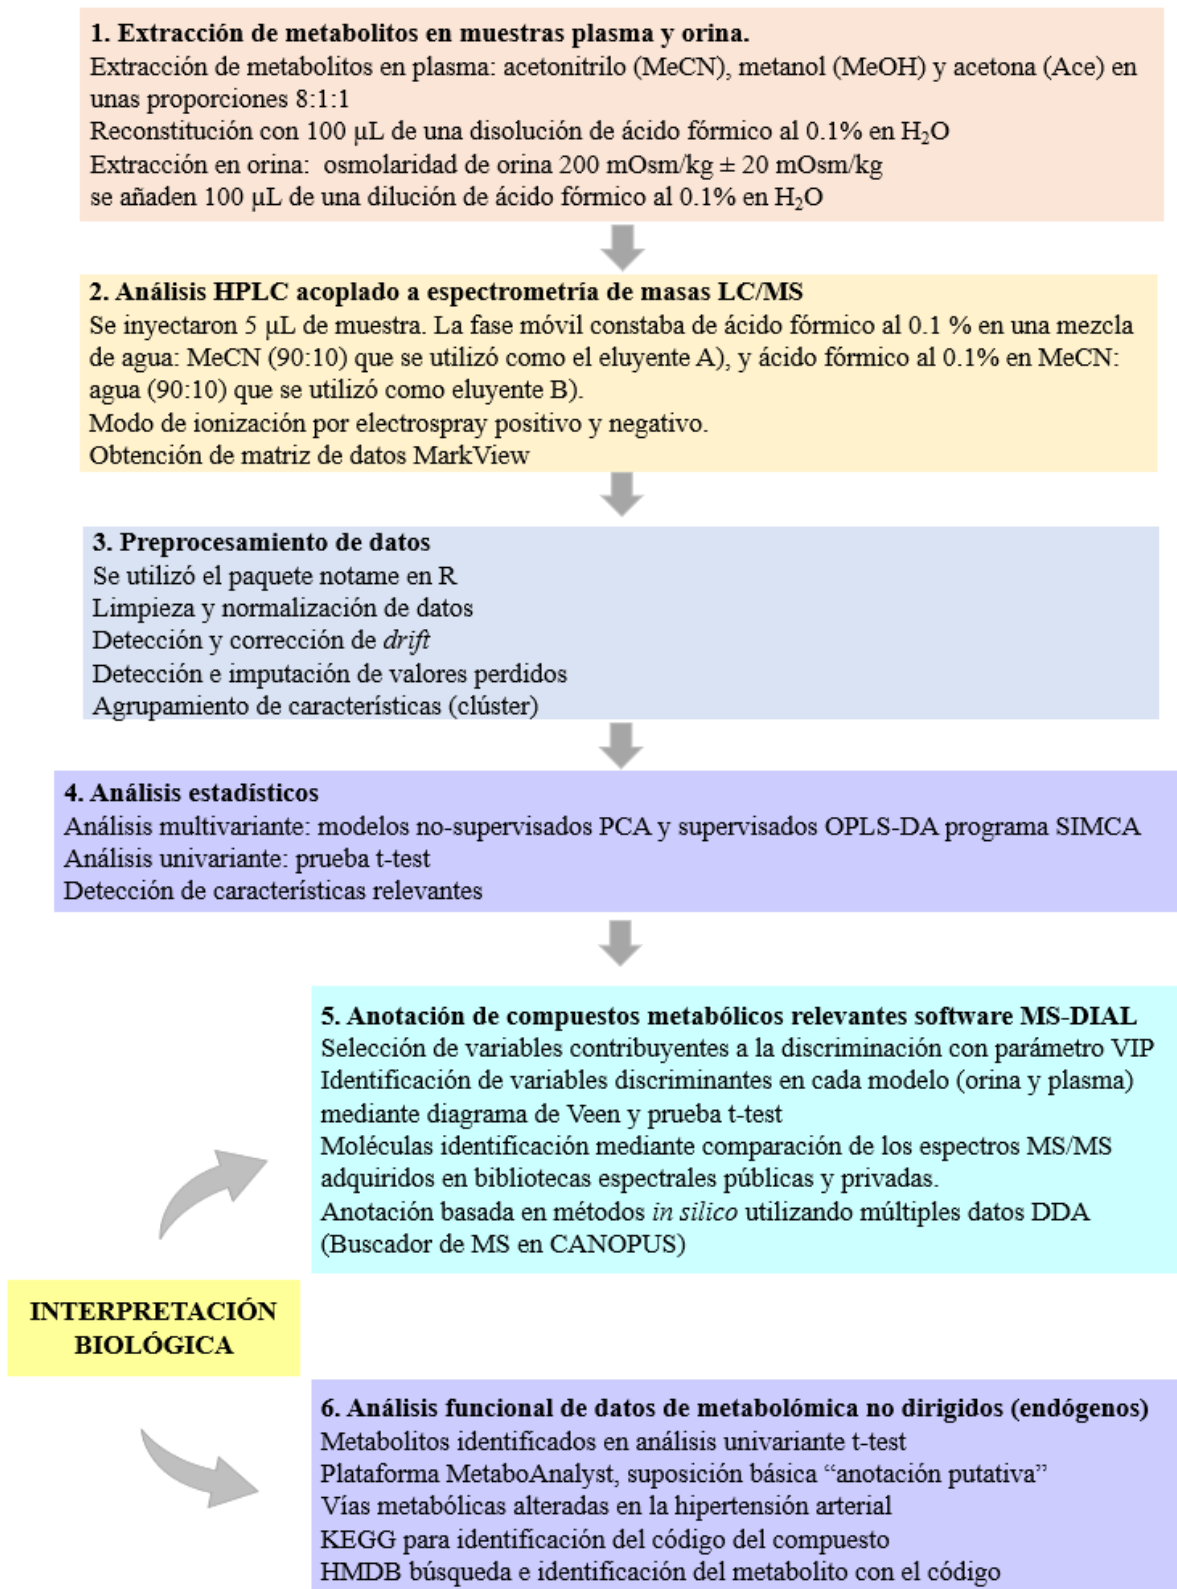 1. Extracción de metabolitos en muestras plasma y orina.
Extracción de metabolitos en plasma: acetonitrilo (MeCN), metanol (MeOH) y acetona (Ace) en
unas proporciones 8:1:1
Reconstitución con 100 µL de una disolución de ácido fórmico al 0.1% en H₂O
Extracción en orina:  osmolaridad de orina 200 mOsm/kg ± 20 mOsm/kg
se añaden 100 µL de una dilución de ácido fórmico al 0.1% en H₂O
2. Análisis HPLC acoplado a espectrometría de masas LC/MS
Se inyectaron 5 µL de muestra. La fase móvil constaba de ácido fórmico al 0.1 % en una mezcla
de agua: MeCN (90:10) que se utilizó como el eluyente A), y ácido fórmico al 0.1% en MeCN:
agua (90:10) que se utilizó como eluyente B).
Modo de ionización por electrospray positivo y negativo.
Obtención de matriz de datos MarkView
3. Preprocesamiento de datos
Se utilizó el paquete notame en R
Limpieza y normalización de datos
Detección y corrección de drift
Detección e imputación de valores perdidos
Agrupamiento de características (clúster)
4. Análisis estadísticos
Análisis multivariante: modelos no-supervisados PCA y supervisados OPLS-DA programa SIMCA
Análisis univariante: prueba t-test
Detección de características relevantes
5. Anotación de compuestos metabólicos relevantes software MS-DIAL
Selección de variables contribuyentes a la discriminación con parámetro VIP
Identificación de variables discriminantes en cada modelo (orina y plasma)
mediante diagrama de Veen y prueba t-test
Moléculas identificación mediante comparación de los espectros MS/MS
adquiridos en bibliotecas espectrales públicas y privadas.
Anotación basada en métodos in silico utilizando múltiples datos DDA
(Buscador de MS en CANOPUS)
INTERPRETACIÓN
BIOLÓGICA
6. Análisis funcional de datos de metabolómica no dirigidos (endógenos)
Metabolitos identificados en análisis univariante t-test
Plataforma MetaboAnalyst, suposición básica “anotación putativa”
Vías metabólicas alteradas en la hipertensión arterial
KEGG para identificación del código del compuesto
HMDB búsqueda e identificación del metabolito con el código